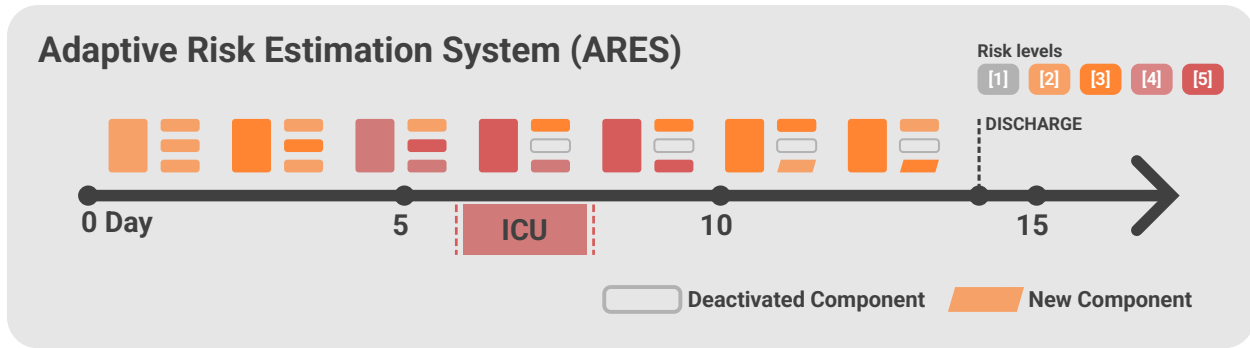 Adaptive Risk Estimation System (ARES)
Risk levels
[1] [2] [3] [4] [5]
DISCHARGE
0 Day 5 10 15
ICU
Deactivated Component New Component